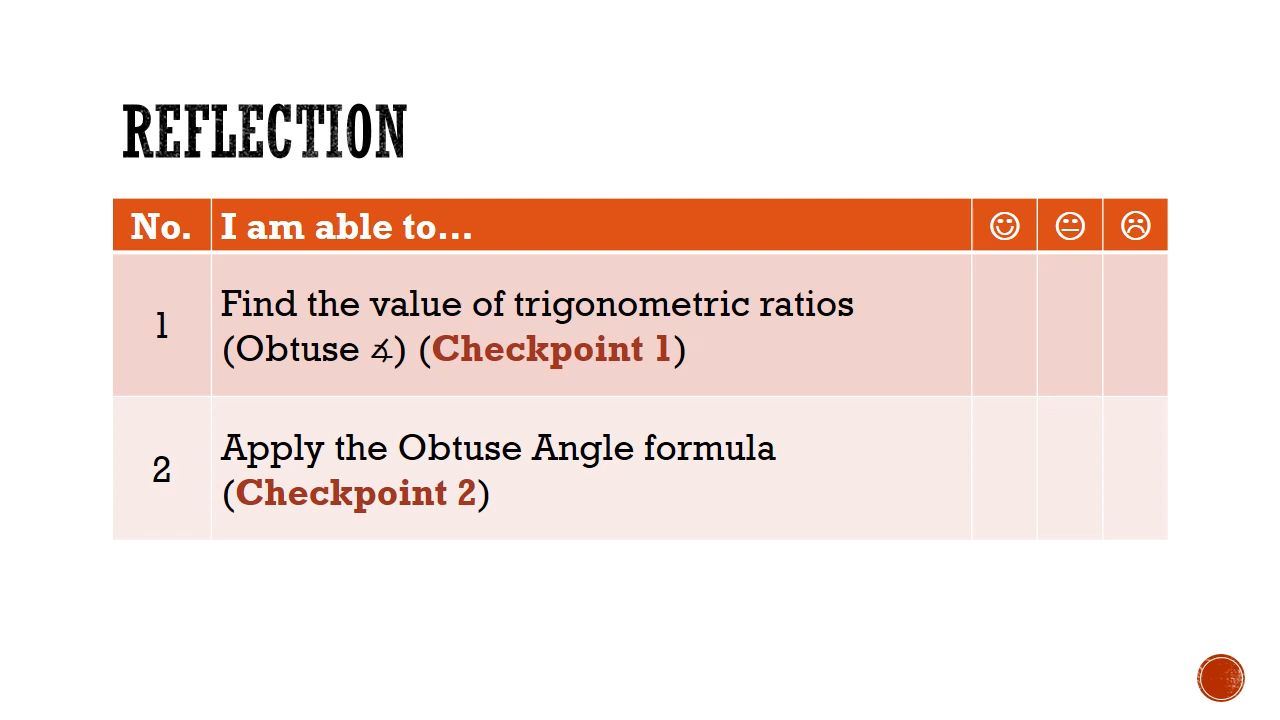 REFLECTION
No. I am able to... ☺ 😐 ☹
1
Find the value of trigonometric ratios
(Obtuse ∡) (Checkpoint 1)
2
Apply the Obtuse Angle formula
(Checkpoint 2)